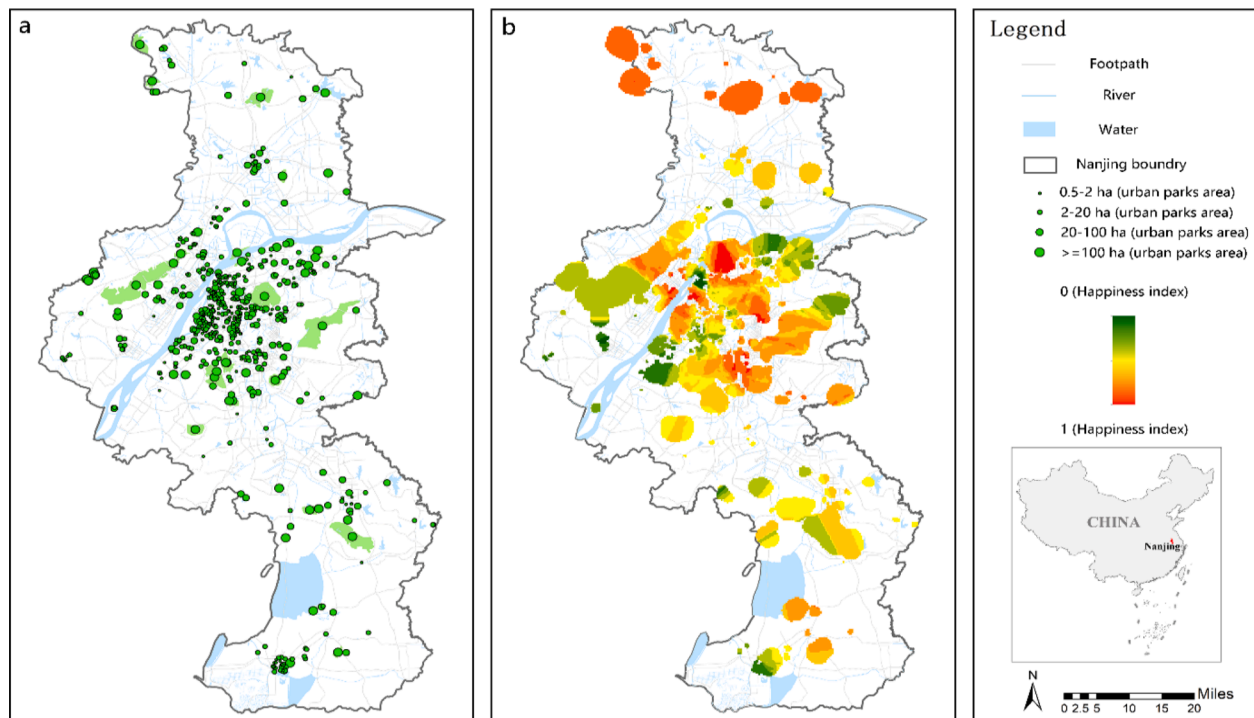 a
b
Legend
Footpath
River
Water
Nanjing boundry
0.5-2 ha (urban parks area)
2-20 ha (urban parks area)
20-100 ha (urban parks area)
>=100 ha (urban parks area)
0 (Happiness index)
1 (Happiness index)
CHINA
Nanjing
N
Miles
0 2.5 5 10 15 20